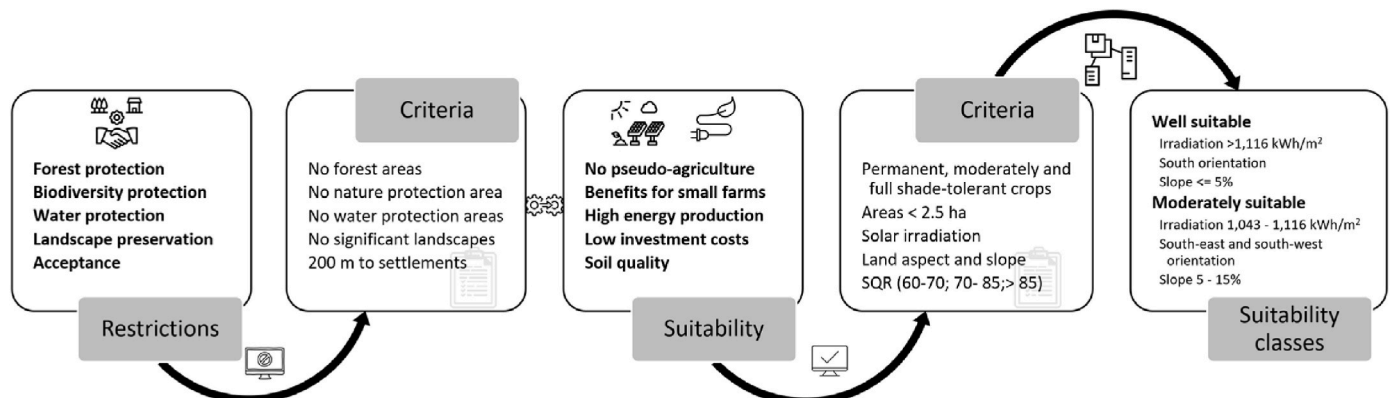 Forest protection
Biodiversity protection
Water protection
Landscape preservation
Acceptance
Restrictions
Criteria
No forest areas
No nature protection area
No water protection areas
No significant landscapes
200 m to settlements
No pseudo-agriculture
Benefits for small farms
High energy production
Low investment costs
Soil quality
Suitability
Criteria
Permanent, moderately and
full shade-tolerant crops
Areas < 2.5 ha
Solar irradiation
Land aspect and slope
SQR (60-70; 70- 85;> 85)
Well suitable
Irradiation >1,116 kWh/m²
South orientation
Slope <= 5%
Moderately suitable
Irradiation 1,043 - 1,116 kWh/m²
South-east and south-west
orientation
Slope 5 - 15%
Suitability
classes